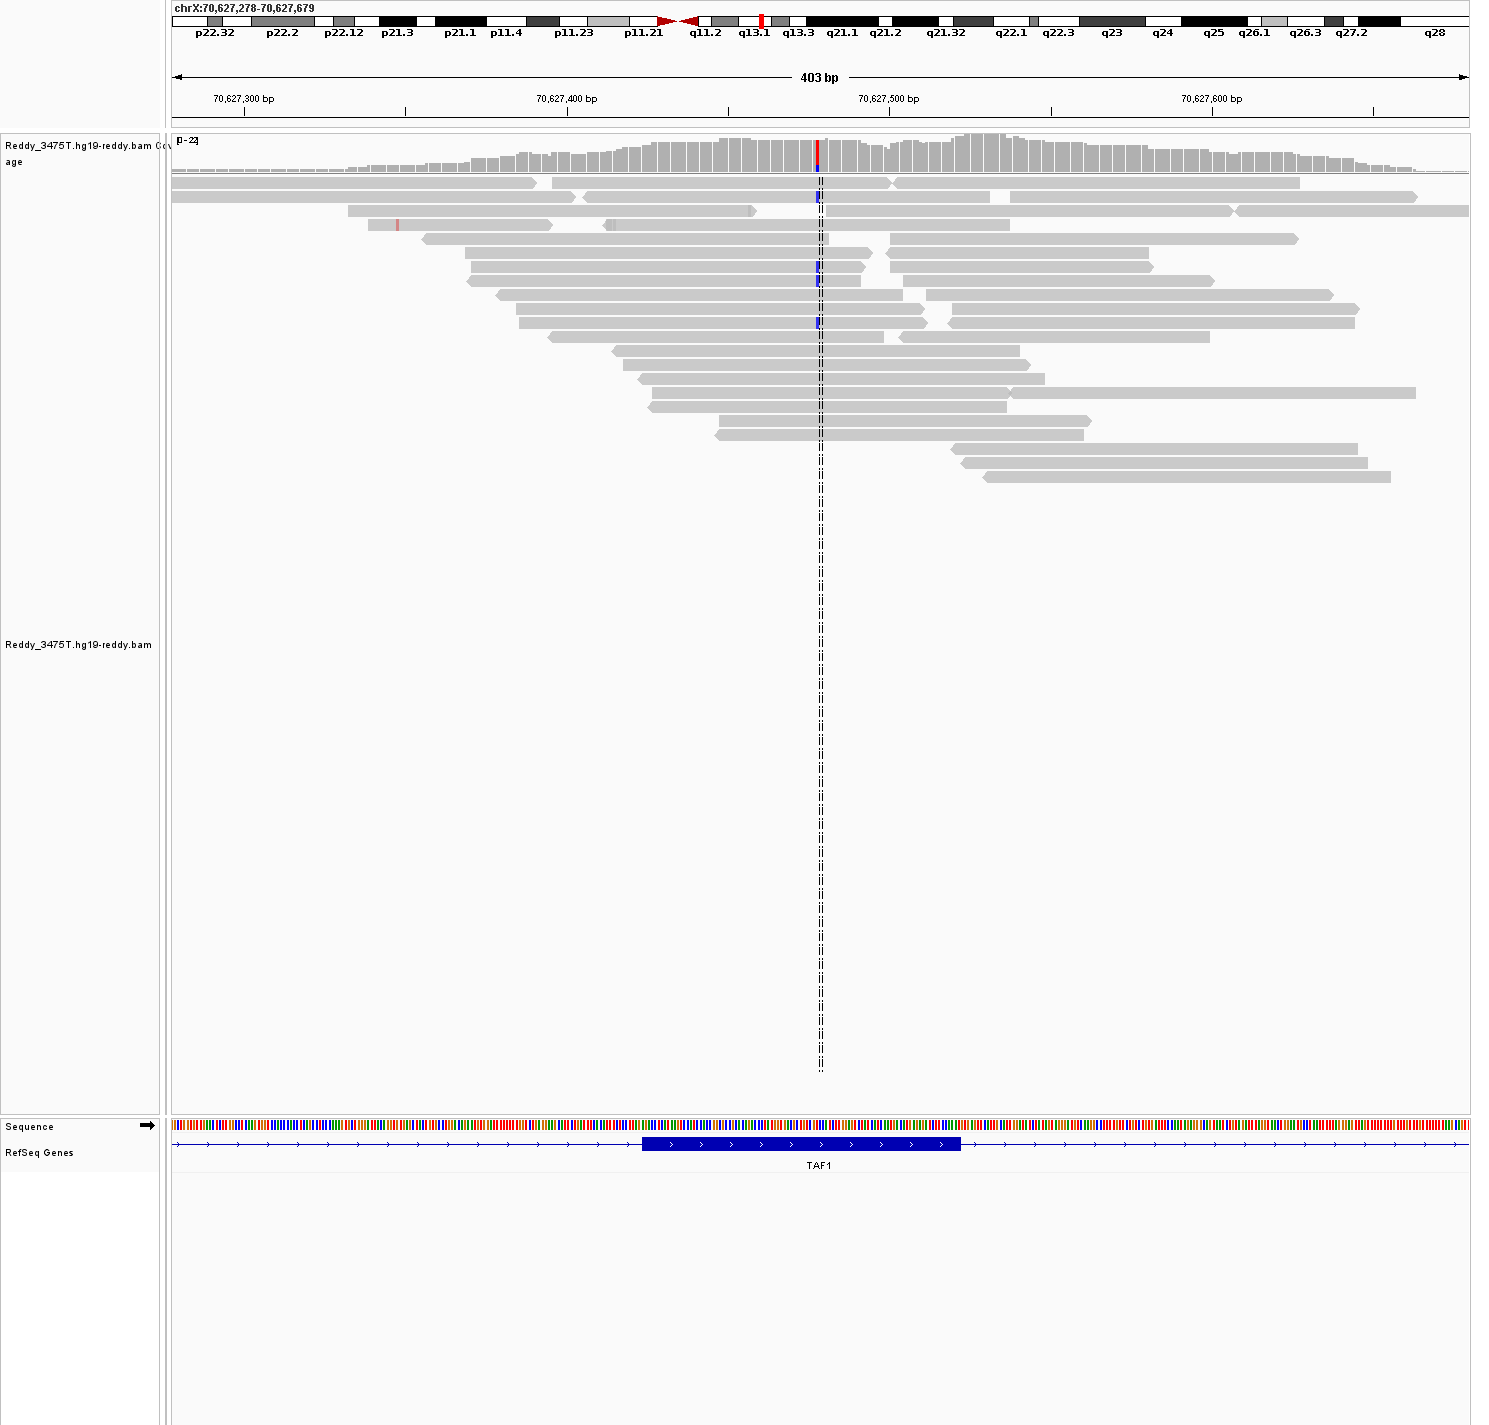 chrX:70,627,278-70,627,679
p22.32 p22.2 p22.12 p21.3 p21.1 p11.4 p11.23 p11.21 q11.2 q13.1 q13.3 q21.1 q21.2 q21.32 q22.1 q22.3 q23 q24 q25 q26.1 q26.3 q27.2 q28
403 bp
70,627,300 bp 70,627,400 bp 70,627,500 bp 70,627,600 bp
Reddy_3475T.hg19-reddy.bam Cov
age
[0-22]
Reddy_3475T.hg19-reddy.bam
Sequence
RefSeq Genes
TAF1